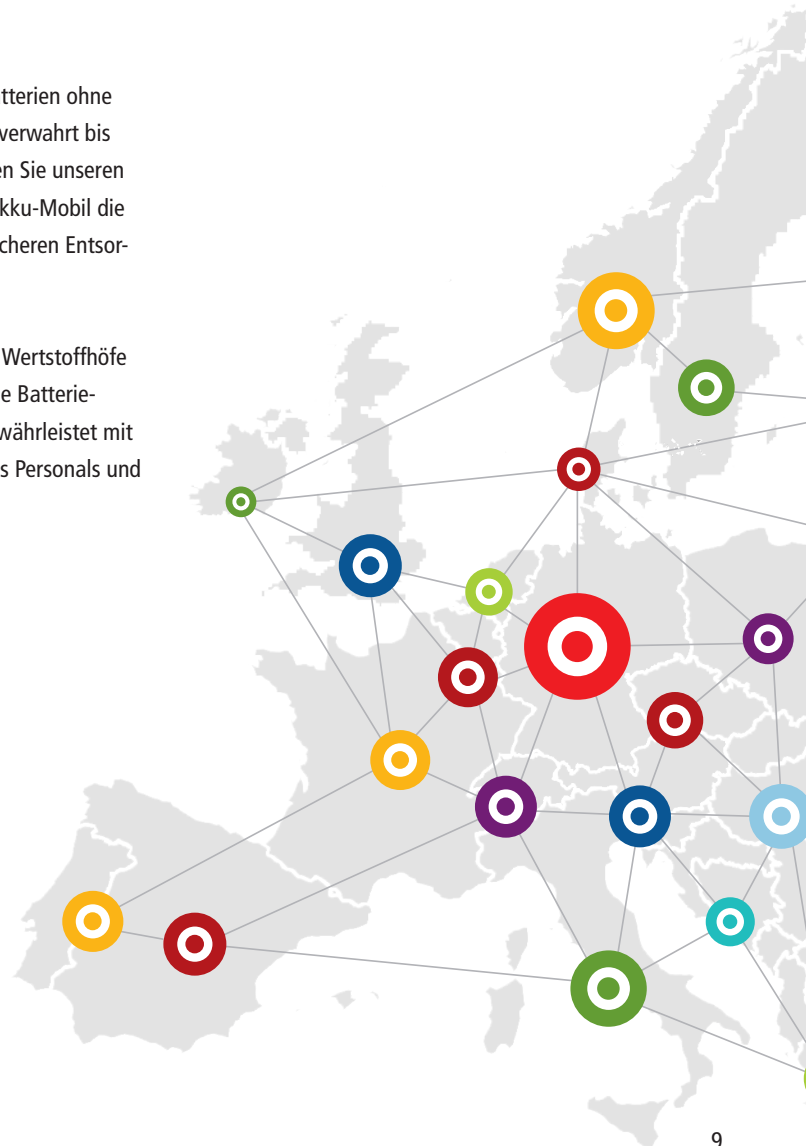 tterien ohne
verwahrt bis
en Sie unseren
kku-Mobil die
cheren Entsor-
Wertstoffhöfe
e Batterie-
währleistet mit
s Personals und
9